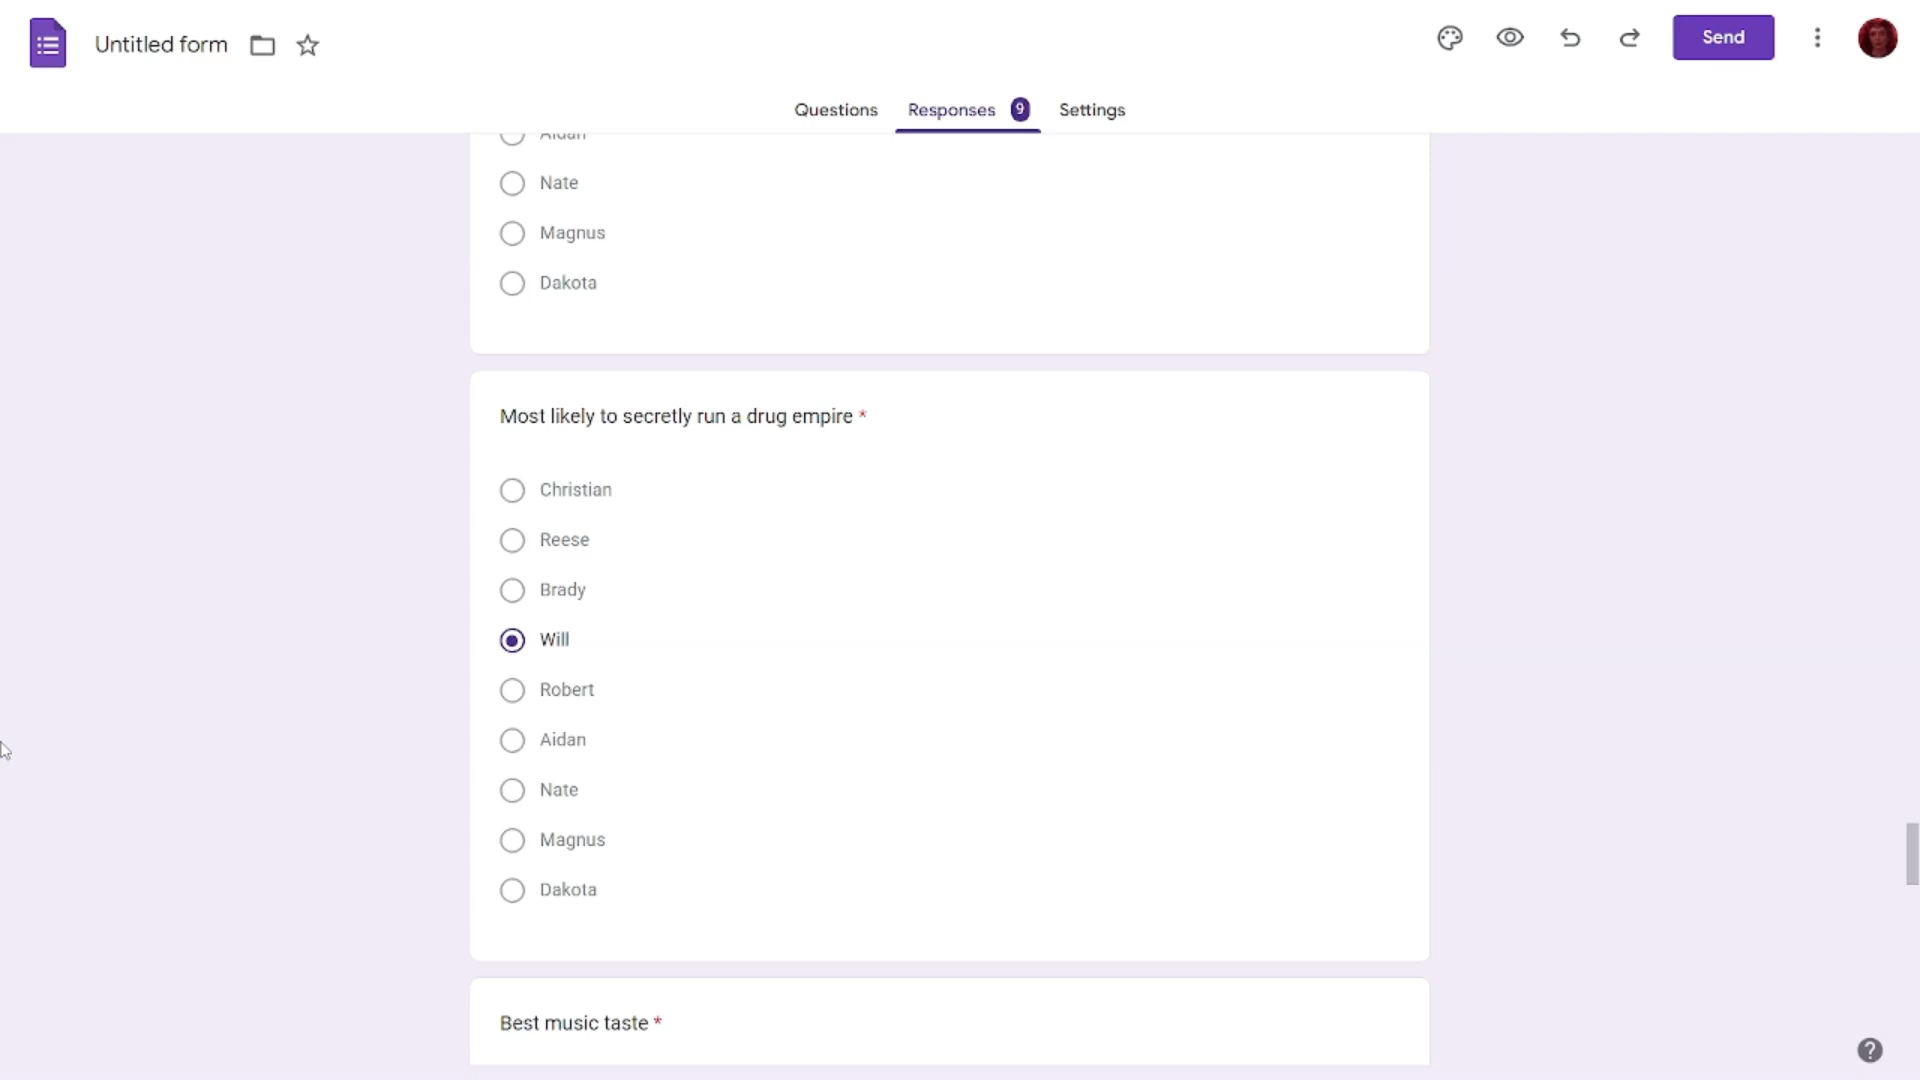 Untitled form
Send
Questions
Responses 9
Settings
Aidan
Nate
Magnus
Dakota
Most likely to secretly run a drug empire *
Christian
Reese
Brady
Will
Robert
Aidan
Nate
Magnus
Dakota
Best music taste *
?